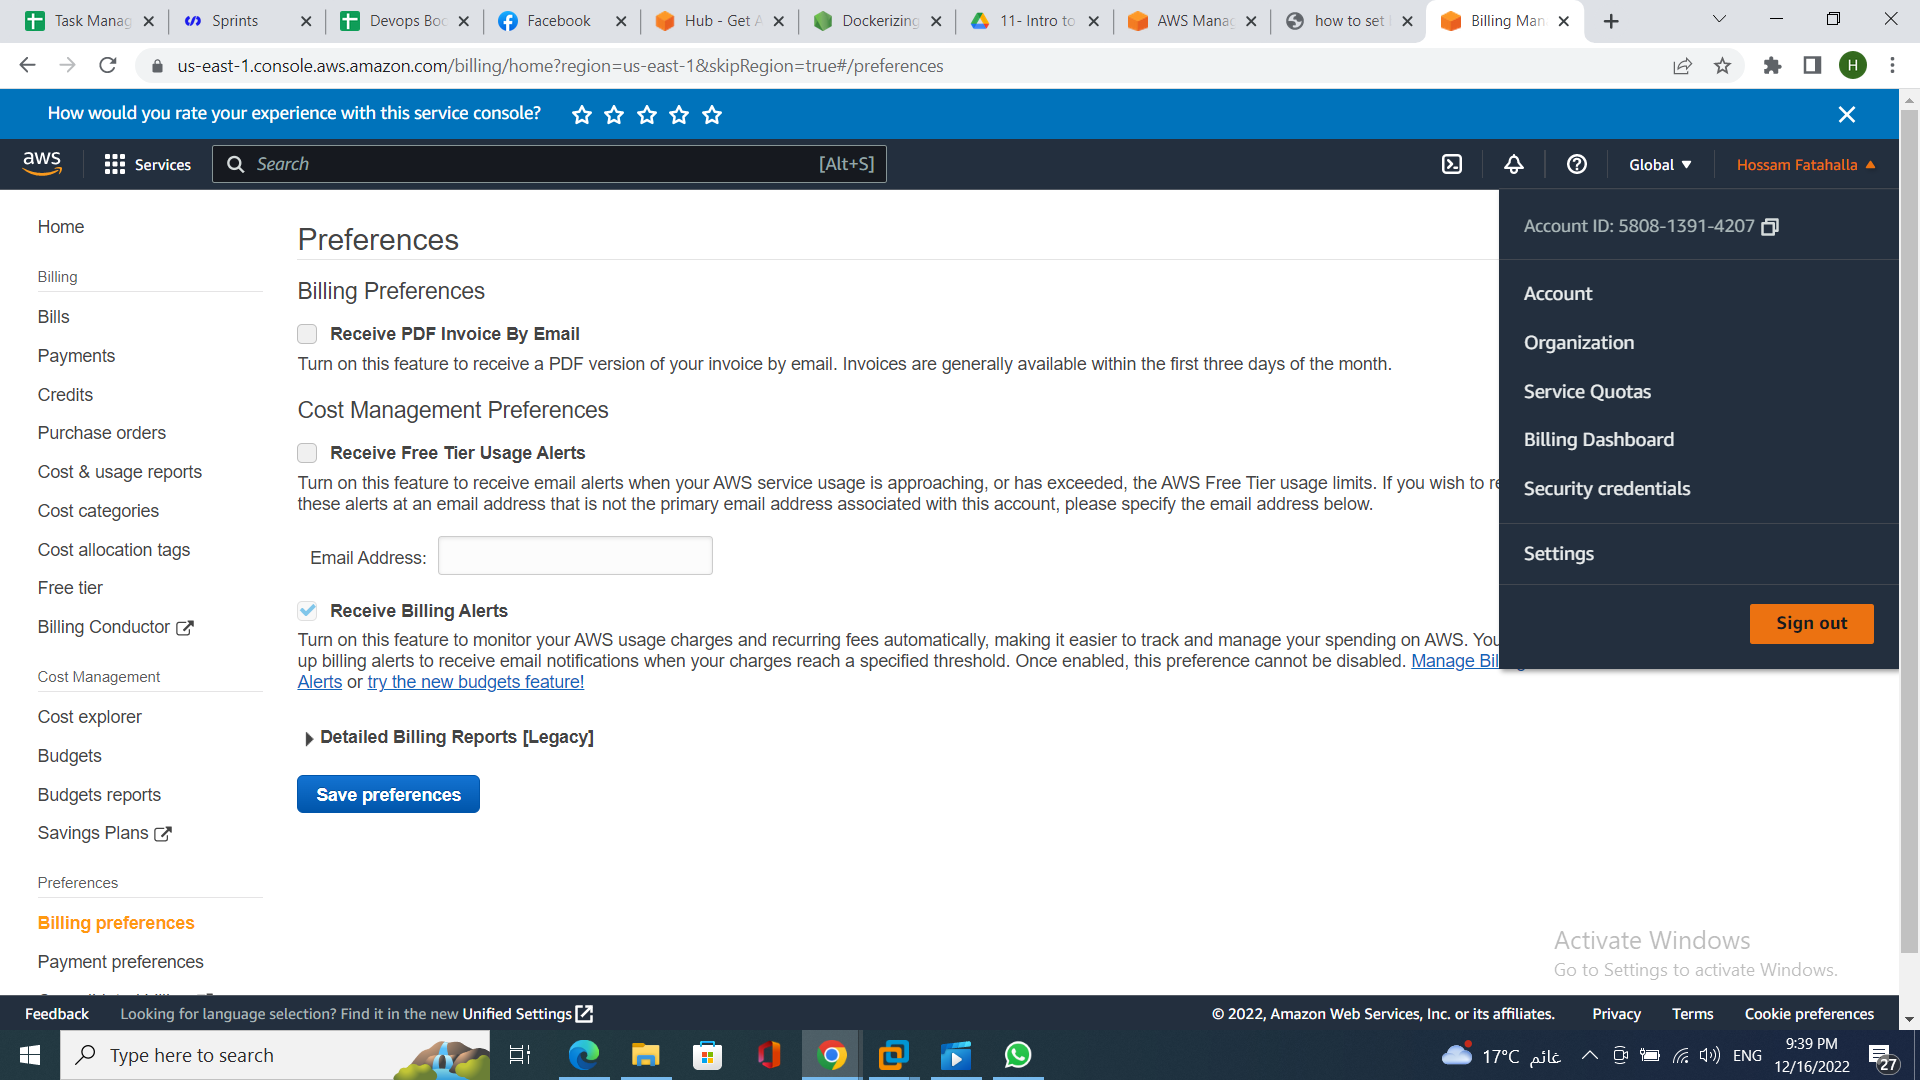 Task Manag
Sprints
Devops Boc
Facebook
Hub - Get A
Dockerizing
11- Intro to
AWS Manag
how to set
Billing Man
us-east-1.console.aws.amazon.com/billing/home?region=us-east-1&skipRegion=true#/preferences
H
How would you rate your experience with this service console?
aws
Services
Search
[Alt+S]
Global
Hossam Fatahalla
Account ID: 5808-1391-4207
Account
Organization
Service Quotas
Billing Dashboard
Security credentials
Settings
Sign out
Home
Billing
Bills
Payments
Credits
Purchase orders
Cost & usage reports
Cost categories
Cost allocation tags
Free tier
Billing Conductor
Cost Management
Cost explorer
Budgets
Budgets reports
Savings Plans
Preferences
Billing preferences
Payment preferences
Preferences
Billing Preferences
Receive PDF Invoice By Email
Turn on this feature to receive a PDF version of your invoice by email. Invoices are generally available within the first three days of the month.
Cost Management Preferences
Receive Free Tier Usage Alerts
Turn on this feature to receive email alerts when your AWS service usage is approaching, or has exceeded, the AWS Free Tier usage limits. If you wish to re
these alerts at an email address that is not the primary email address associated with this account, please specify the email address below.
Email Address:
Receive Billing Alerts
Turn on this feature to monitor your AWS usage charges and recurring fees automatically, making it easier to track and manage your spending on AWS. You
up billing alerts to receive email notifications when your charges reach a specified threshold. Once enabled, this preference cannot be disabled. Manage Bil
Alerts or try the new budgets feature!
Detailed Billing Reports [Legacy]
Save preferences
Activate Windows
Go to Settings to activate Windows.
Feedback
Looking for language selection? Find it in the new Unified Settings
© 2022, Amazon Web Services, Inc. or its affiliates.
Privacy
Terms
Cookie preferences
Type here to search
17°C غائم
ENG
9:39 PM
12/16/2022
27